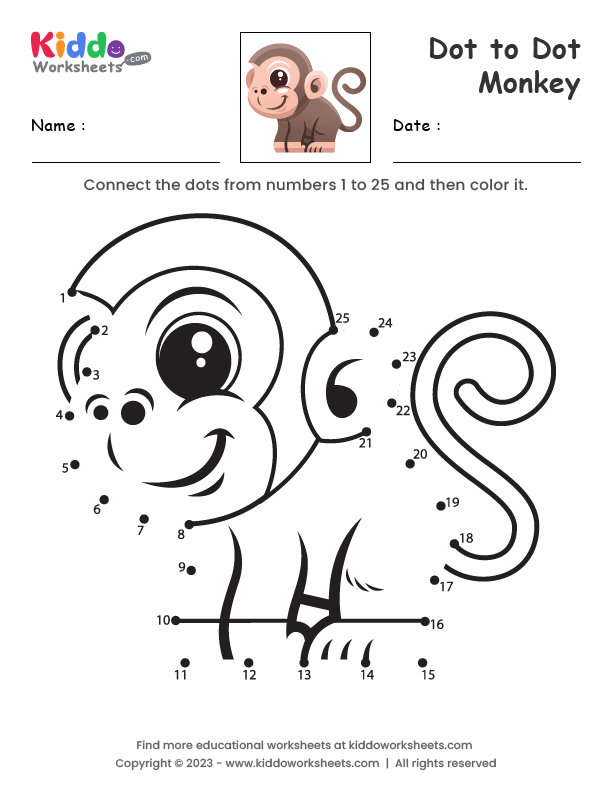 Kiddo
Worksheets .com
Dot to Dot
Monkey
Name :
Date :
Connect the dots from numbers 1 to 25 and then color it.
1
2
3
4
5
6
7
8
9
10
11
12
13
14
15
16
17
18
19
20
21
22
23
24
25
Find more educational worksheets at kiddoworksheets.com
Copyright © 2023 - www.kiddoworksheets.com | All rights reserved